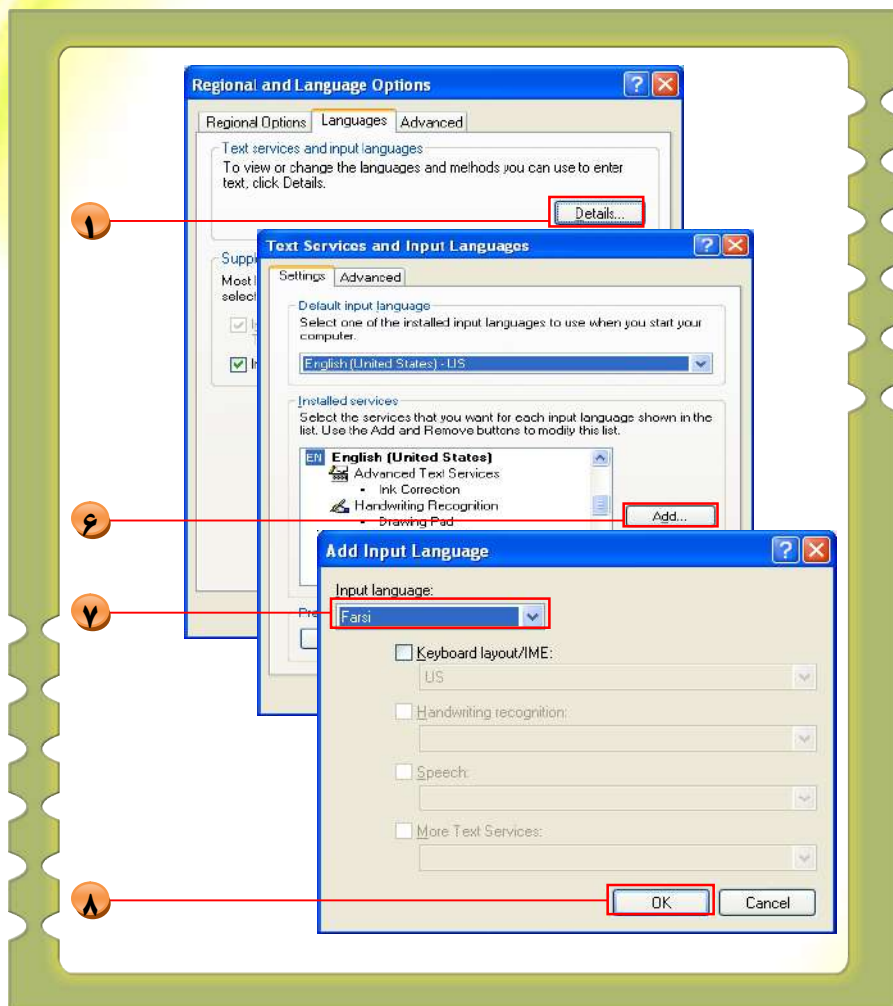 Regional and Language Options
Regional Options Languages Advanced
Text services and input languages
To view or change the languages and methods you can use to enter
text, click Details.
۱
Details...
Text Services and Input Languages
Suppl
Most l
select
Settings Advanced
Default input language
Select one of the installed input languages to use when you start your
computer.
English (United States) - US
Installed services
Select the services that you want for each input language shown in the
list. Use the Add and Remove buttons to modify this list.
EN English (United States)
Advanced Text Services
• Ink Correction
Handwriting Recognition
• Drawing Pad
۶
Add...
Add Input Language
Input language:
۷
Pre
Farsi
Keyboard layout/IME:
US
Handwriting recognition:
Speech:
More Text Services:
۸
OK Cancel